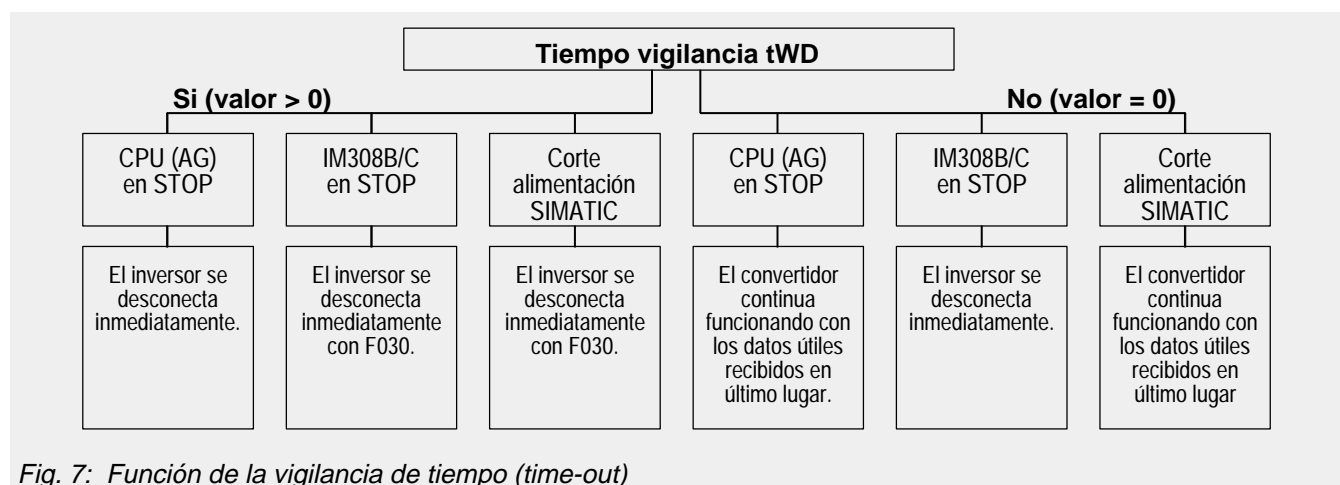 Tiempo vigilancia tWD
Si (valor > 0)
No (valor = 0)
CPU (AG)
en STOP
IM308B/C
en STOP
Corte
alimentación
SIMATIC
CPU (AG)
en STOP
IM308B/C
en STOP
Corte
alimentación
SIMATIC
El inversor se
desconecta
inmediatamente.
El inversor se
desconecta
inmediatamente
con F030.
El inversor se
desconecta
inmediatamente
con F030.
El convertidor
continua
funcionando con
los datos útiles
recibidos en
último lugar.
El inversor se
desconecta
inmediatamente.
El convertidor
continua
funcionando con
los datos útiles
recibidos en
último lugar
Fig. 7: Función de la vigilancia de tiempo (time-out)